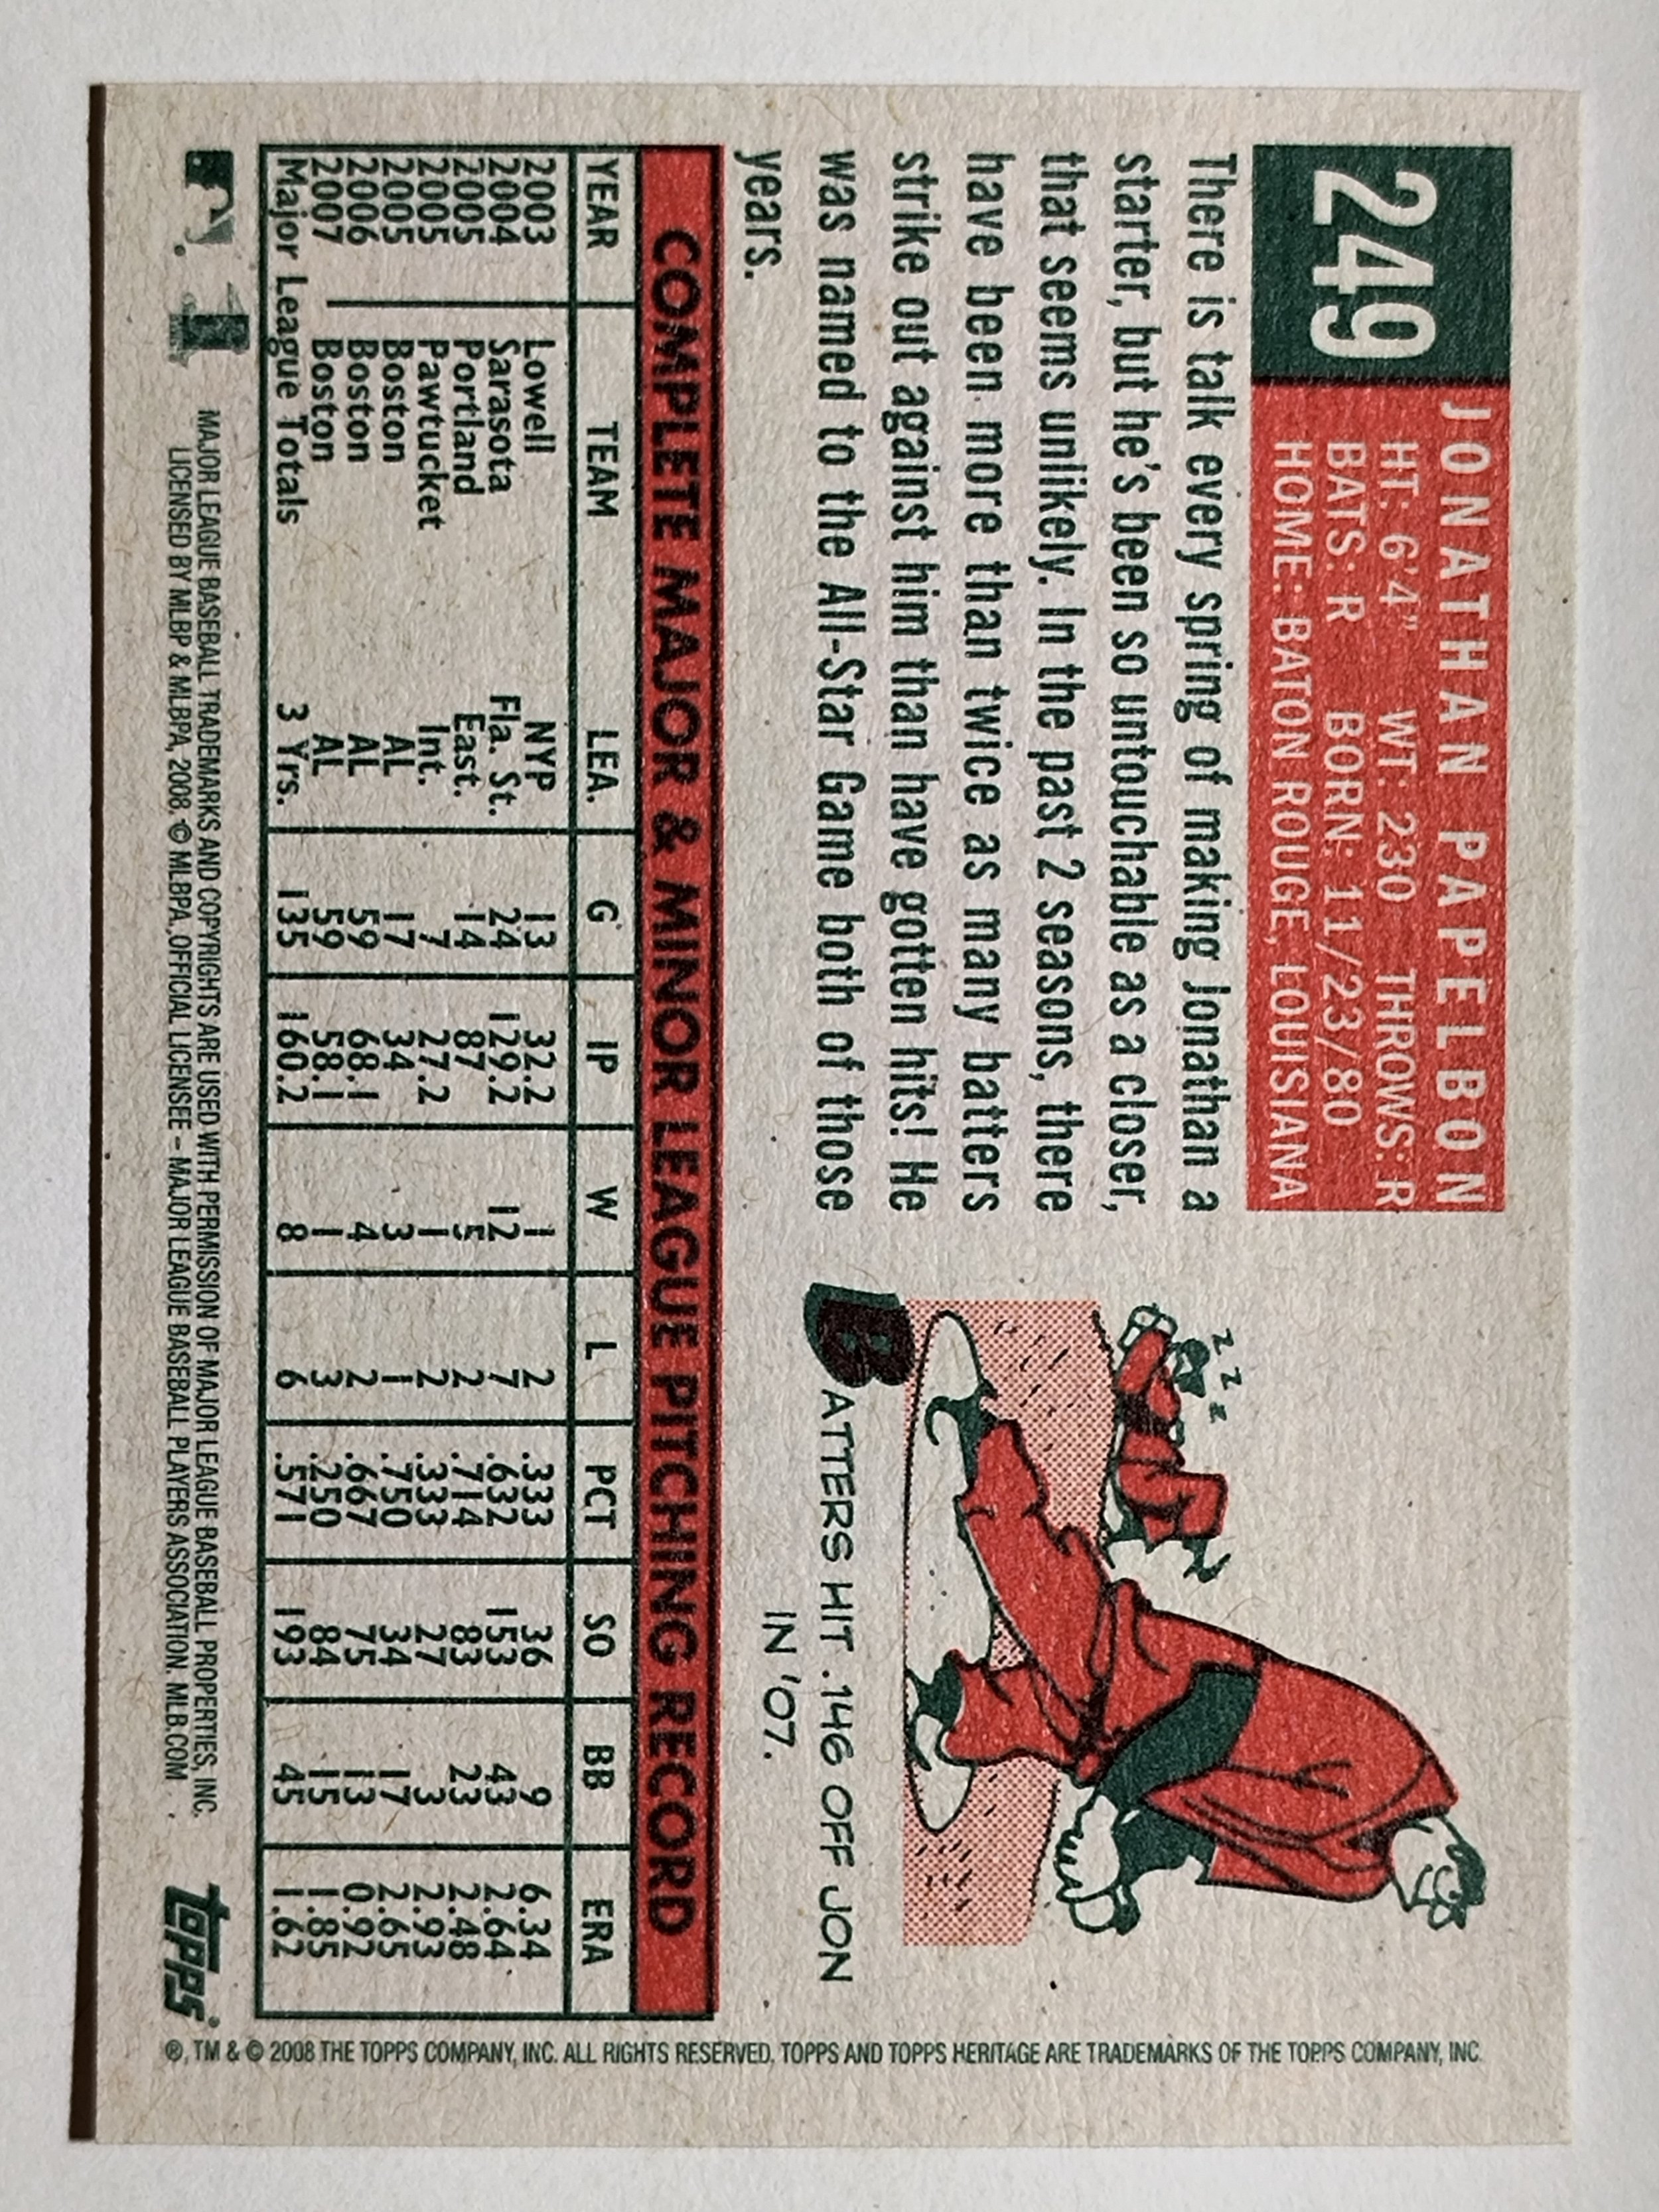 249
JONATHAN PAPELBON
HT: 6'4" WT: 230 THROWS: R
BATS: R BORN: 11/23/80
HOME: BATON ROUGE, LOUISIANA
There is talk every spring of making Jonathan a
starter, but he's been so untouchable as a closer,
that seems unlikely. In the past 2 seasons, there
have been more than twice as many batters
strike out against him than have gotten hits! He
was named to the All-Star Game both of those
years.
z z z
BATTERS HIT .146 OFF JON
IN '07.
COMPLETE MAJOR & MINOR LEAGUE PITCHING RECORD
YEAR TEAM LEA. G IP W L PCT SO BB ERA
2003 Lowell NYP 13 32.2 1 2 .333 36 9 6.34
2004 Sarasota Fla. St. 24 129.2 12 7 .632 153 43 2.64
2005 Portland East. 14 87 5 2 .714 83 23 2.48
2005 Pawtucket Int. 7 27.2 1 2 .333 27 3 2.93
2005 Boston AL 17 34 3 1 .750 34 17 2.65
2006 Boston AL 59 68.1 4 2 .667 75 13 0.92
2007 Boston AL 59 58.1 1 3 .250 84 15 1.85
Major League Totals 3 Yrs. 135 160.2 8 6 .571 193 45 1.62
MAJOR LEAGUE BASEBALL TRADEMARKS AND COPYRIGHTS ARE USED WITH PERMISSION OF MAJOR LEAGUE BASEBALL PROPERTIES, INC.
LICENSED BY MLBP & MLBPA, 2008. © MLBPA, OFFICIAL LICENSEE – MAJOR LEAGUE BASEBALL PLAYERS ASSOCIATION. MLB.COM
topps®
®, TM & © 2008 THE TOPPS COMPANY, INC. ALL RIGHTS RESERVED. TOPPS AND TOPPS HERITAGE ARE TRADEMARKS OF THE TOPPS COMPANY, INC.